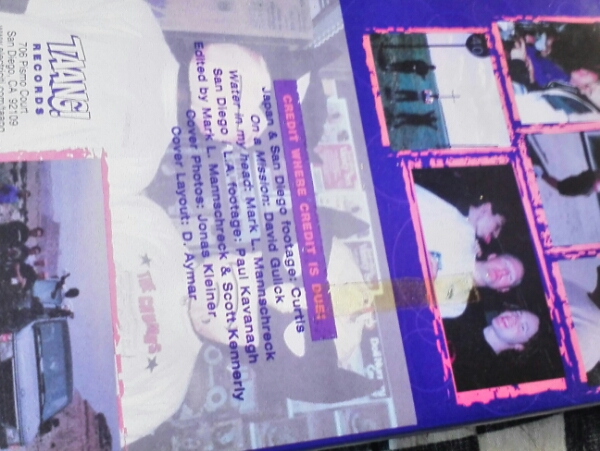 TAANG!
RECORDS
706 Pismo Court
San Diego, CA. 92109
CREDIT WHERE CREDIT IS DUE:
Japan & San Diego footage: Curtis
On a Mission: David Gulick
Water in my head: Mark L. Mannschreck
San Diego / L.A. footage: Paul Kavanagh
Edited by Mark L. Mannschreck & Scott Kennerly
Cover Photos: Jonas Kleiner
Cover Layout: D. Aymar